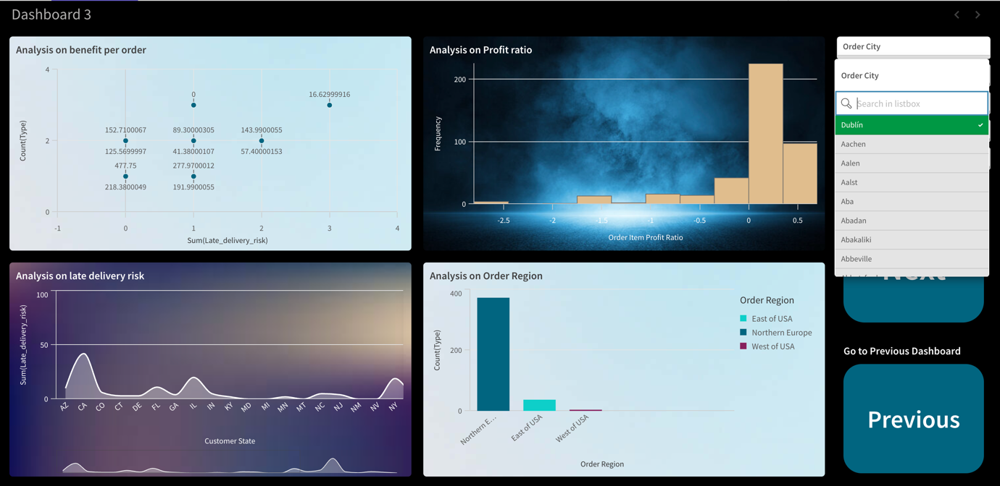 Dashboard 3
Analysis on benefit per order
4
2
0
Count(Type)
0
16.62999916
152.7100067
89.30000305
143.9900055
125.5699997
41.38000107
57.40000153
477.75
277.9700012
218.3800049
191.9900055
-1 0 1 2 3 4
Sum(Late_delivery_risk)
Analysis on Profit ratio
200
100
0
Frequency
-2.5 -2 -1.5 -1 -0.5 0 0.5
Order Item Profit Ratio
Order City
Order City
Search in listbox
Dublín
Aachen
Aalen
Aalst
Aba
Abadan
Abakaliki
Abbeville
Next
Analysis on late delivery risk
100
50
0
Sum(Late_delivery_risk)
AZ CA CO CT DE FL GA IL IN KY MD MI MN MT NC NJ NM NV NY
Customer State
Analysis on Order Region
400
200
0
Count(Type)
Northern E...
East of USA
West of USA
Order Region
Order Region
East of USA
Northern Europe
West of USA
Go to Previous Dashboard
Previous